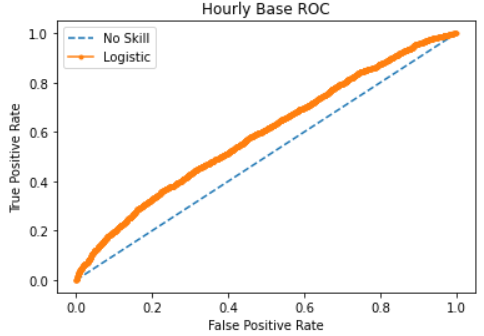 Hourly Base ROC
No Skill
Logistic
True Positive Rate
1.0
0.8
0.6
0.4
0.2
0.0
0.0 0.2 0.4 0.6 0.8 1.0
False Positive Rate